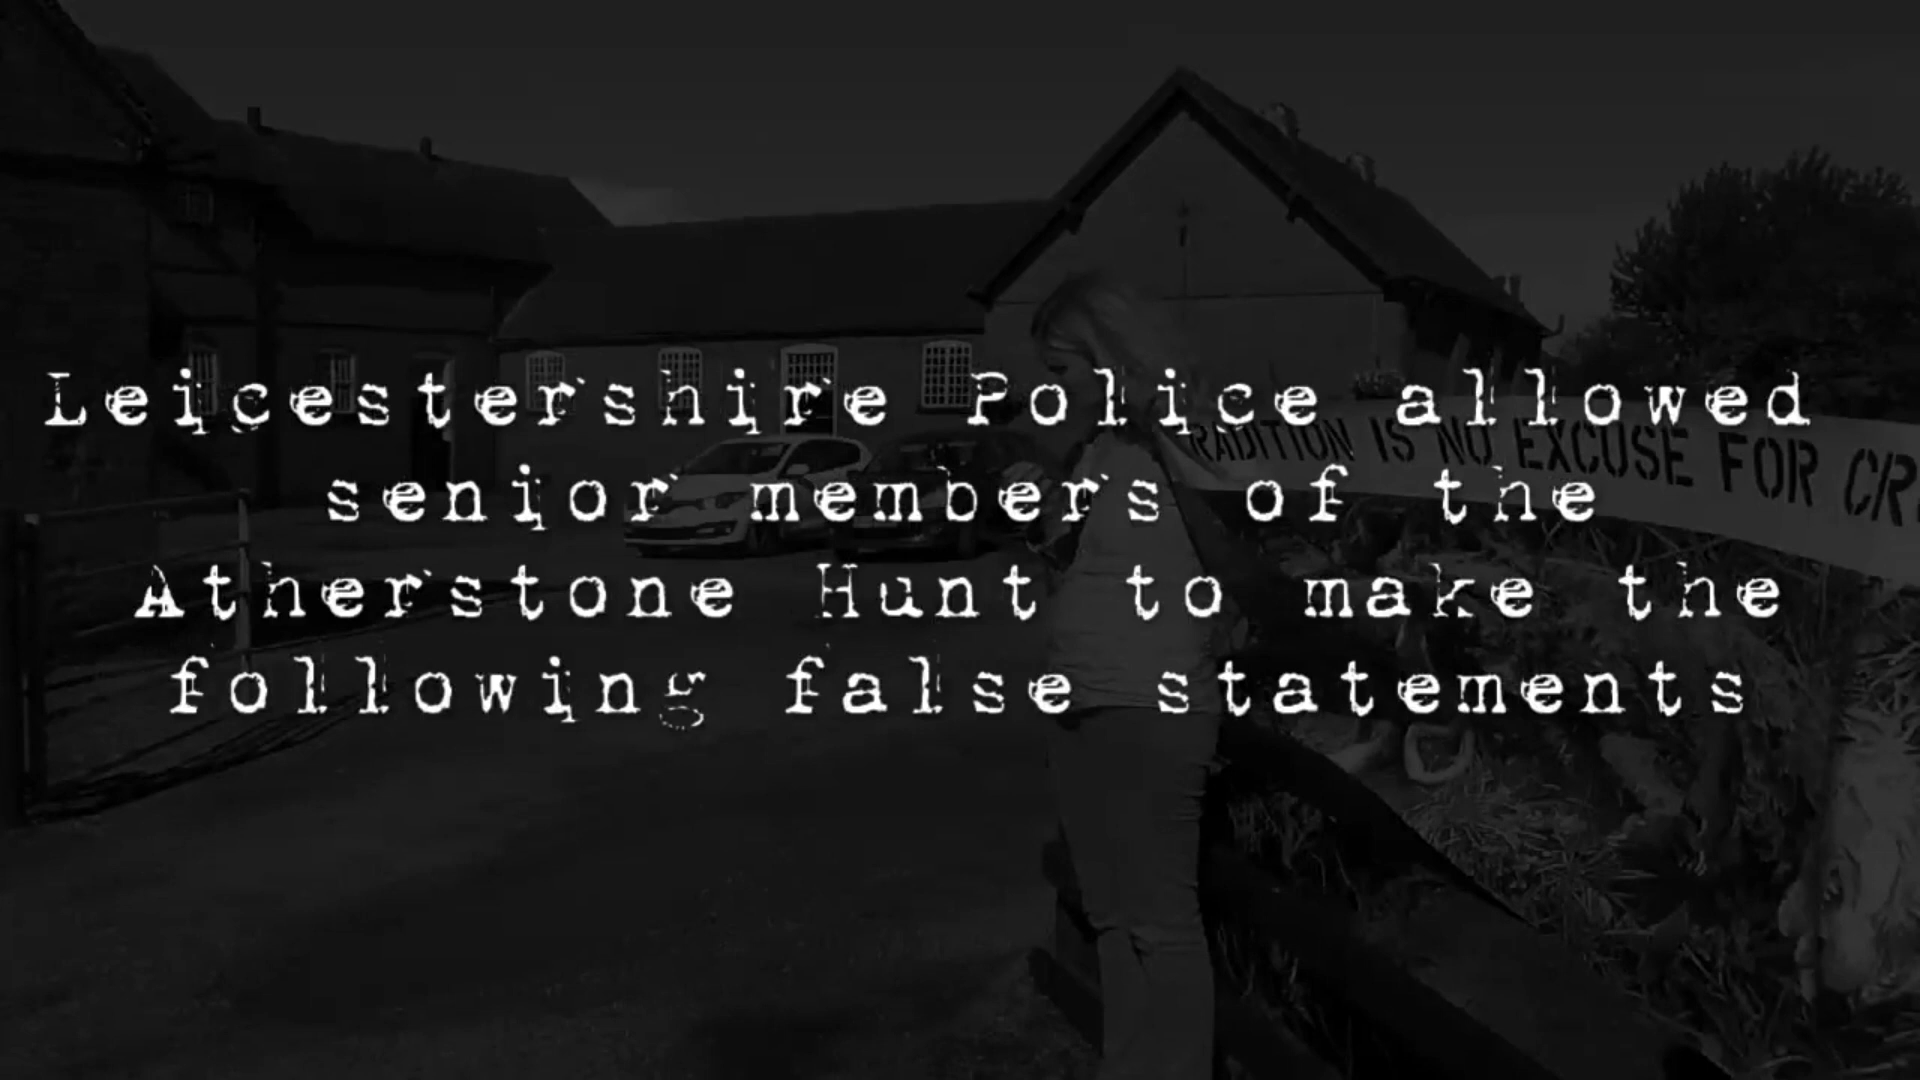 Leicestershire Police allowed
senior members of the
Atherstone Hunt to make the
following false statements
RADITION IS NO EXCUSE FOR